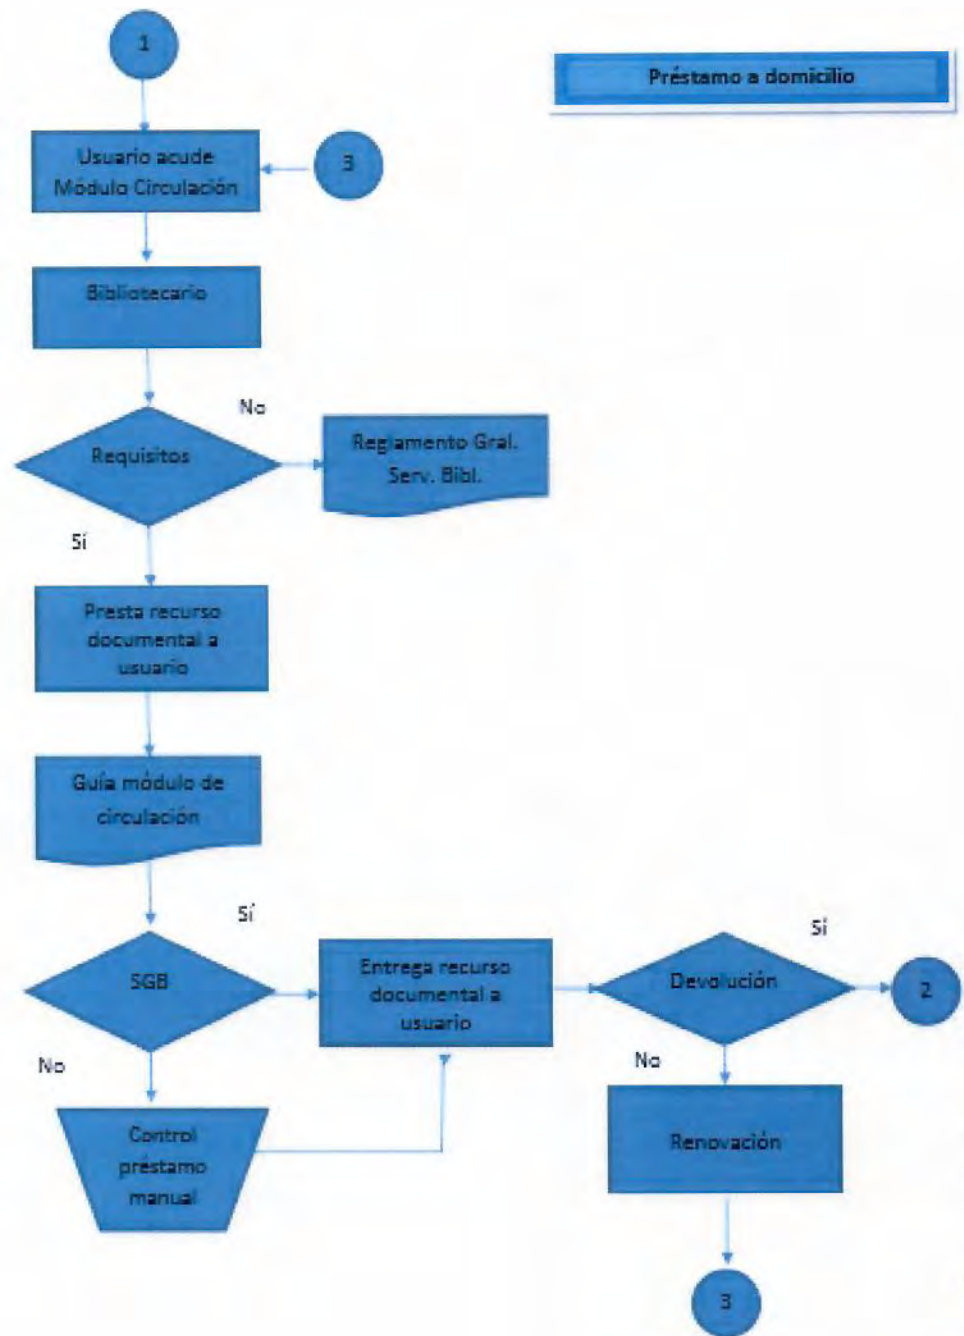 1
Préstamo a domicilio
Usuario acude
Módulo Circulación
3
Bibliotecario
No
Requisitos
Reglamento Gral.
Serv. Bibl.
Sí
Presta recurso
documental a
usuario
Guía módulo de
circulación
Sí
SGB
Entrega recurso
documental a
usuario
Sí
Devolución
2
No
Control
préstamo
manual
No
Renovación
3